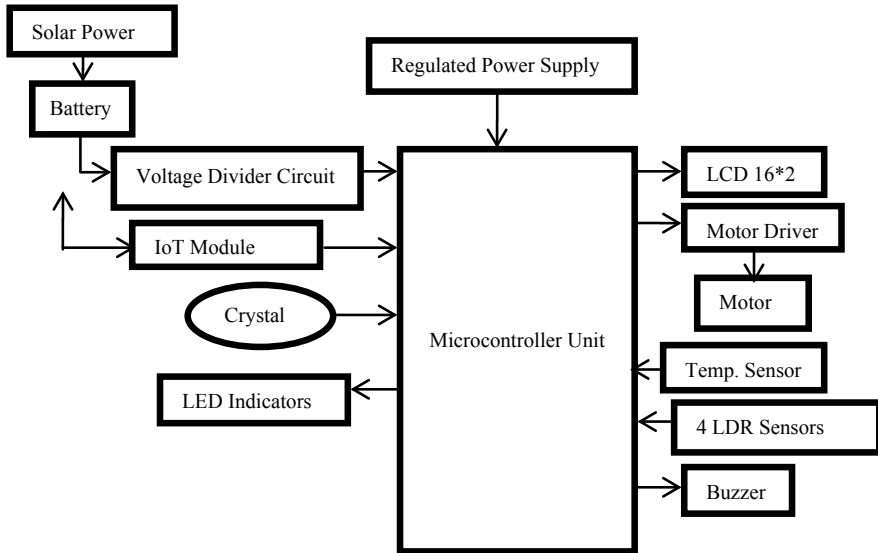 Solar Power
Regulated Power Supply
Battery
Voltage Divider Circuit
LCD 16*2
Motor Driver
IoT Module
Motor
Crystal
Microcontroller Unit
Temp. Sensor
LED Indicators
4 LDR Sensors
Buzzer